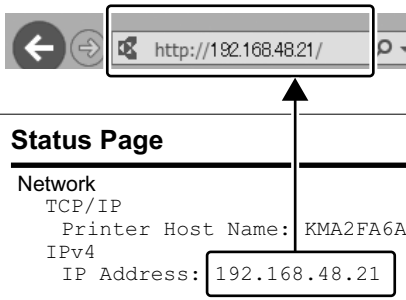 http://192.168.48.21/
Status Page
Network
TCP/IP
Printer Host Name: KMA2FA6A
IPv4
IP Address: 192.168.48.21